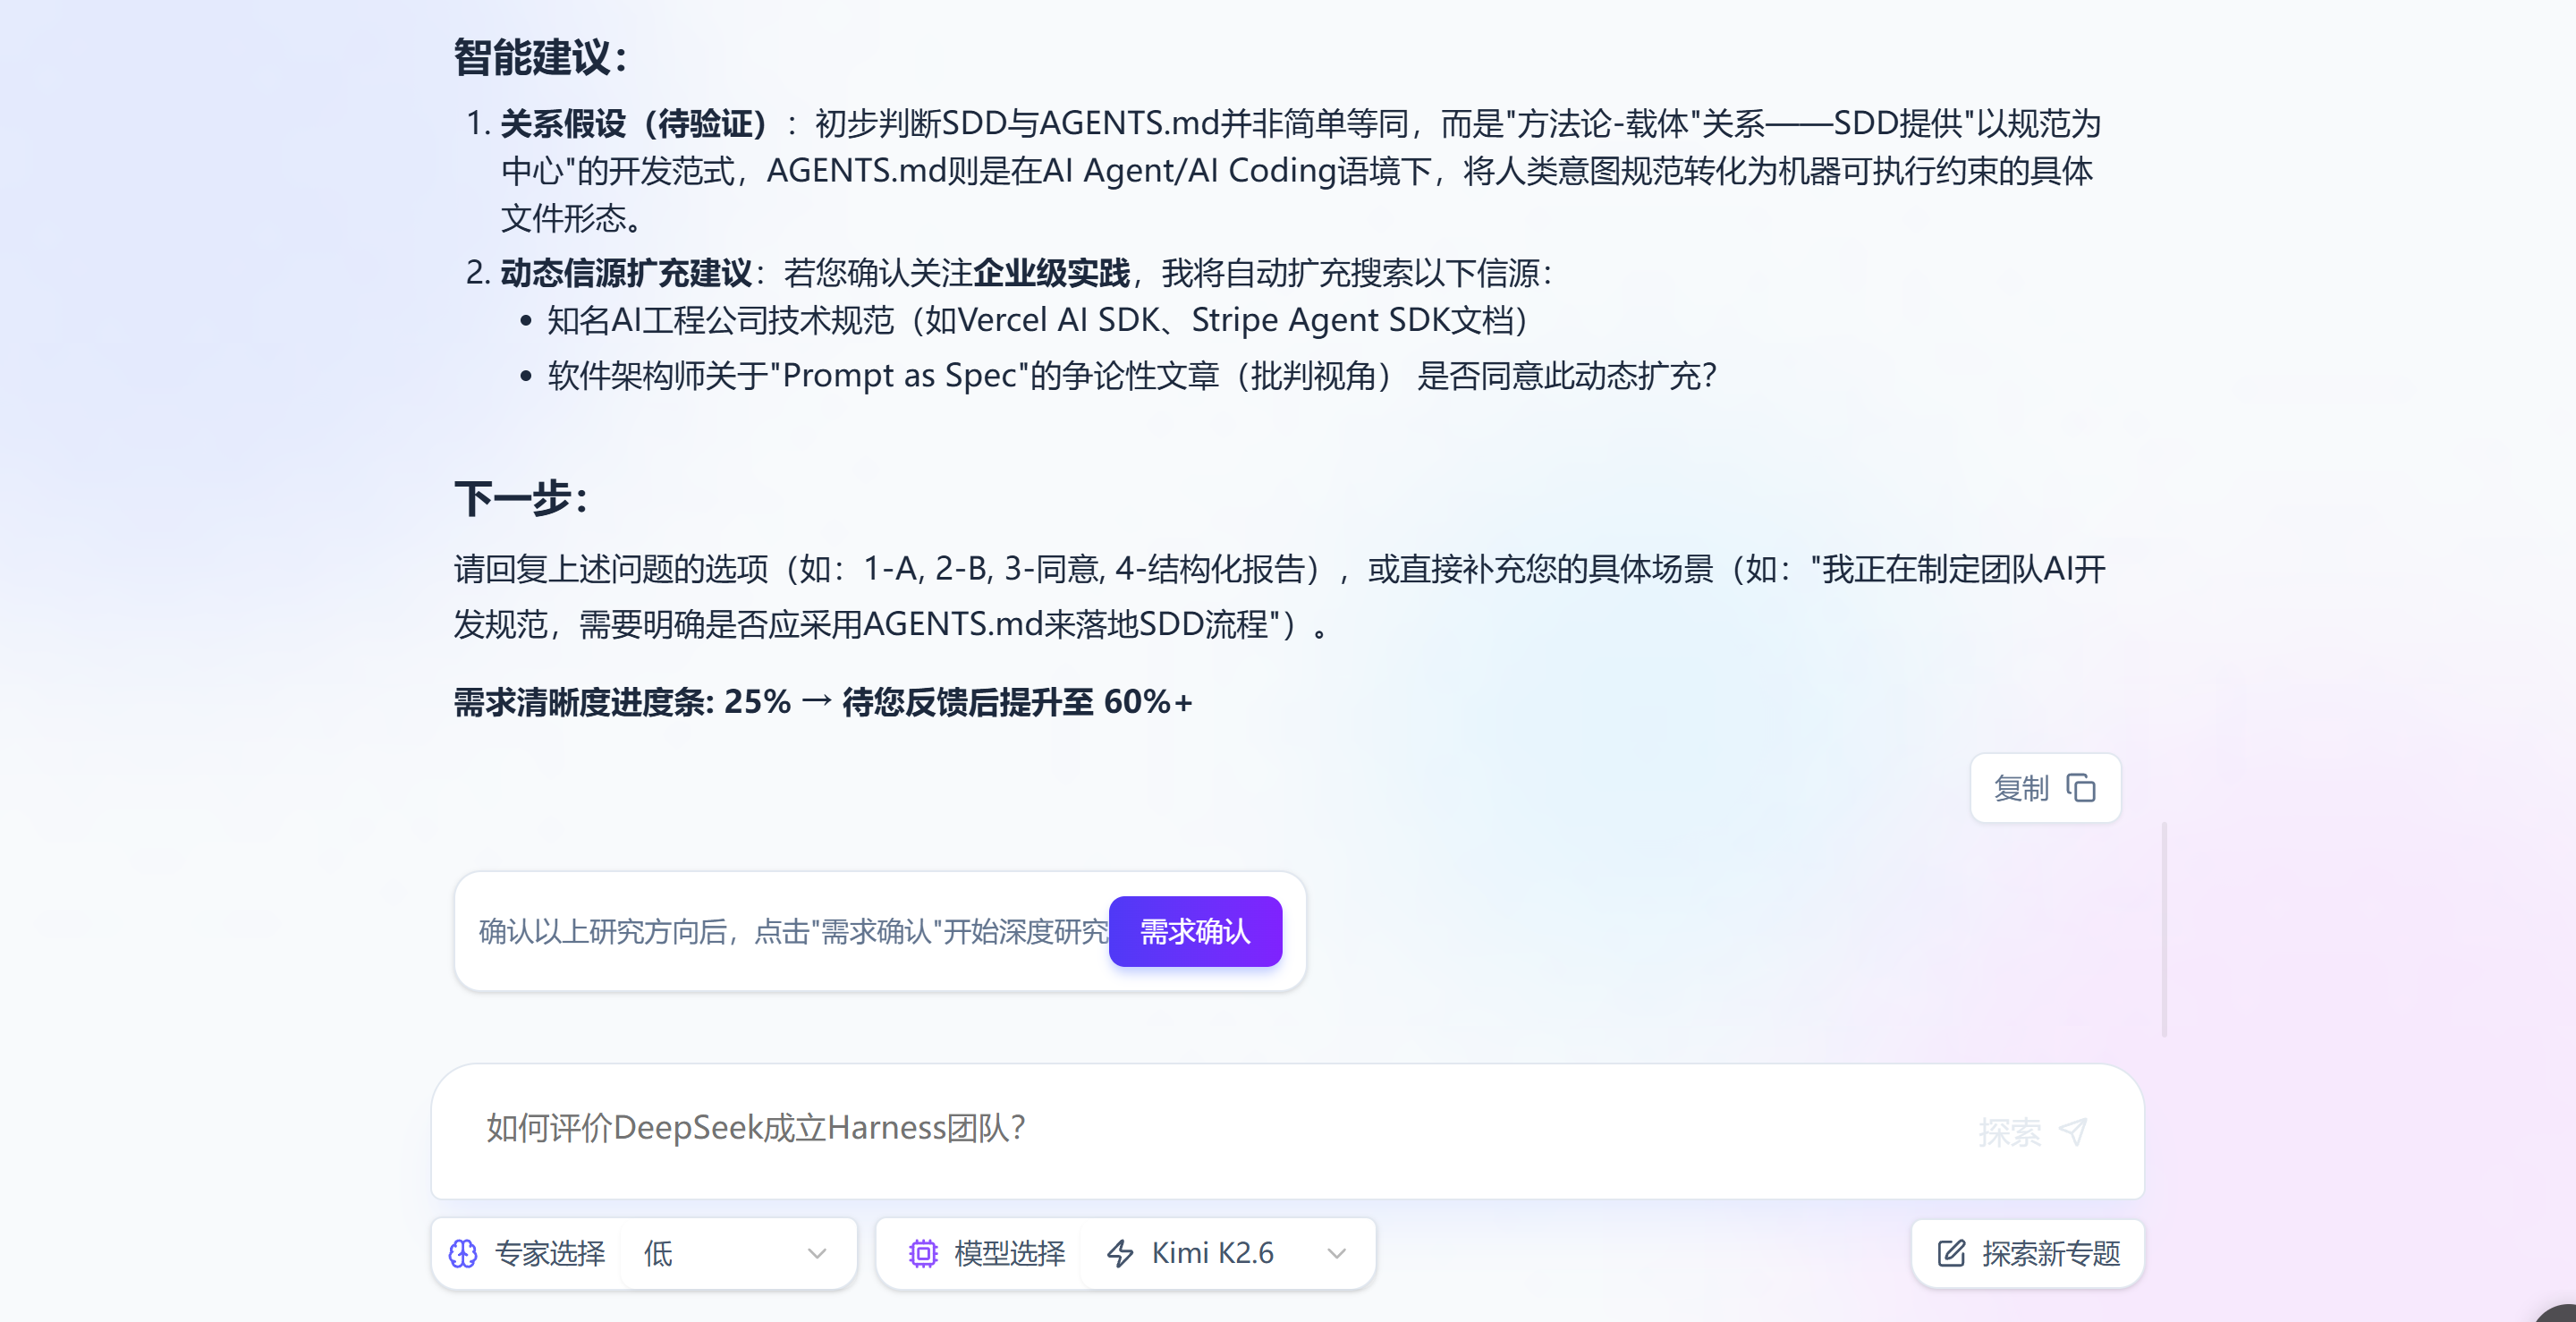 智能建议：
1. 关系假设（待验证）：初步判断SDD与AGENTS.md并非简单等同，而是"方法论-载体"关系——SDD提供"以规范为
中心"的开发范式，AGENTS.md则是在AI Agent/AI Coding语境下，将人类意图规范转化为机器可执行约束的具体
文件形态。
2. 动态信源扩充建议：若您确认关注企业级实践，我将自动扩充搜索以下信源：
• 知名AI工程公司技术规范（如Vercel AI SDK、Stripe Agent SDK文档）
• 软件架构师关于"Prompt as Spec"的争论性文章（批判视角） 是否同意此动态扩充？
下一步：
请回复上述问题的选项（如：1-A, 2-B, 3-同意, 4-结构化报告），或直接补充您的具体场景（如："我正在制定团队AI开
发规范，需要明确是否应采用AGENTS.md来落地SDD流程"）。
需求清晰度进度条: 25% → 待您反馈后提升至 60%+
复制
确认以上研究方向后，点击"需求确认"开始深度研究 需求确认
如何评价DeepSeek成立Harness团队？ 探索
专家选择 低 模型选择 Kimi K2.6 探索新专题